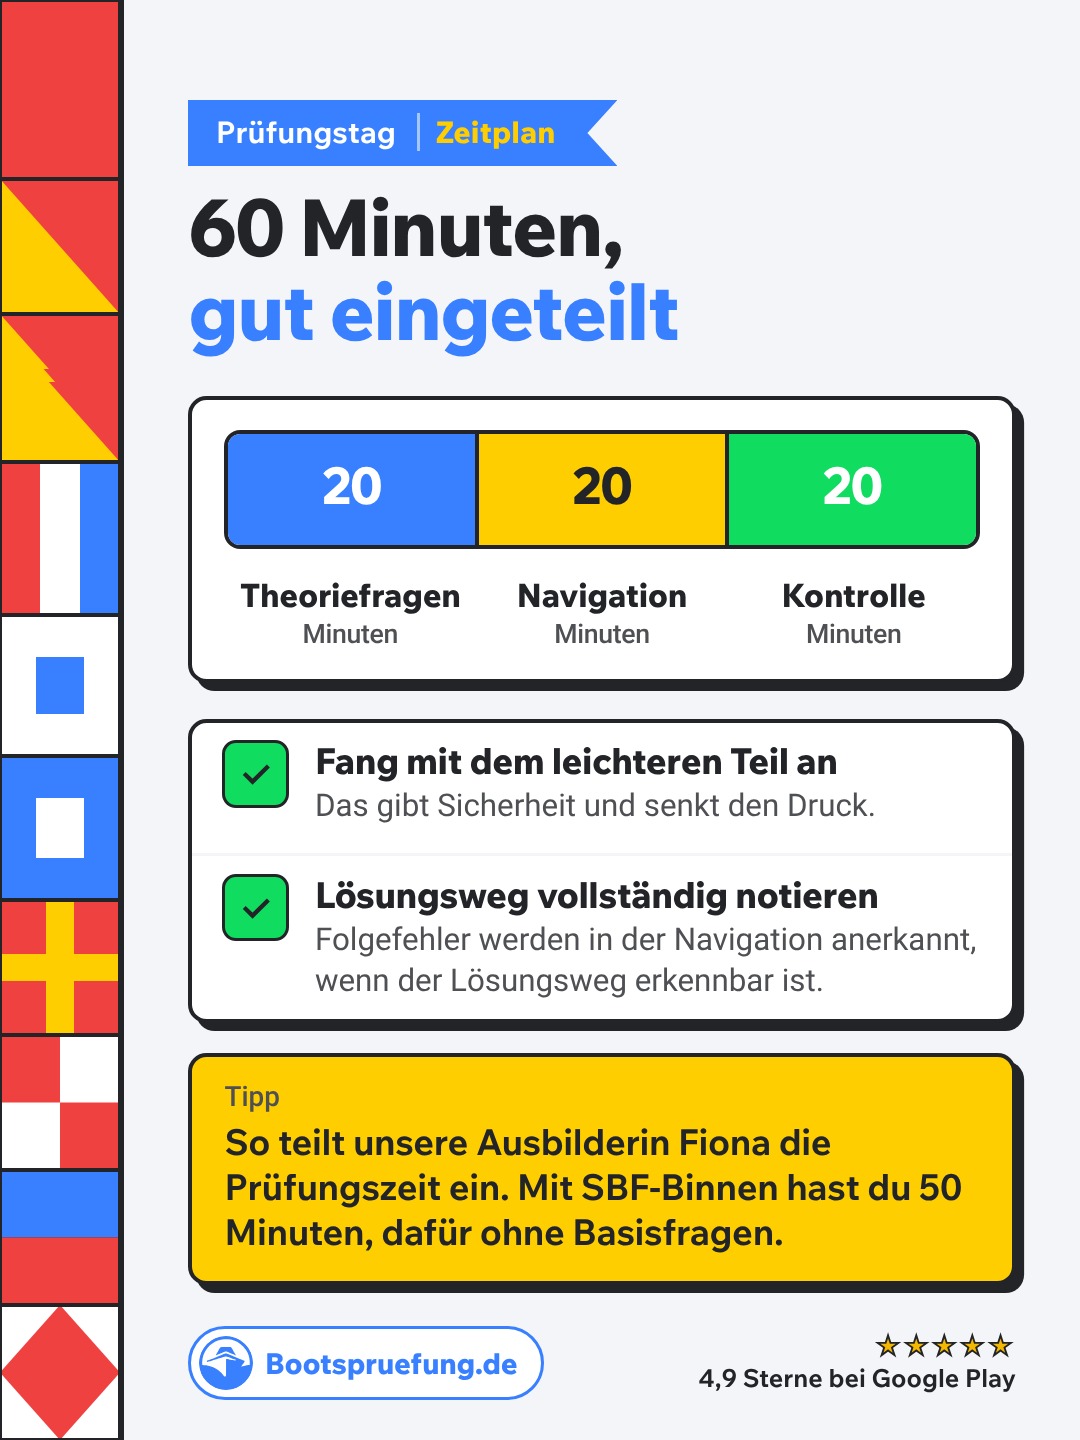 Prüfungstag | Zeitplan
60 Minuten,
gut eingeteilt
20 20 20
Theoriefragen Navigation Kontrolle
Minuten Minuten Minuten
Fang mit dem leichteren Teil an
Das gibt Sicherheit und senkt den Druck.
Lösungsweg vollständig notieren
Folgefehler werden in der Navigation anerkannt,
wenn der Lösungsweg erkennbar ist.
Tipp
So teilt unsere Ausbilderin Fiona die
Prüfungszeit ein. Mit SBF-Binnen hast du 50
Minuten, dafür ohne Basisfragen.
Bootspruefung.de
4,9 Sterne bei Google Play